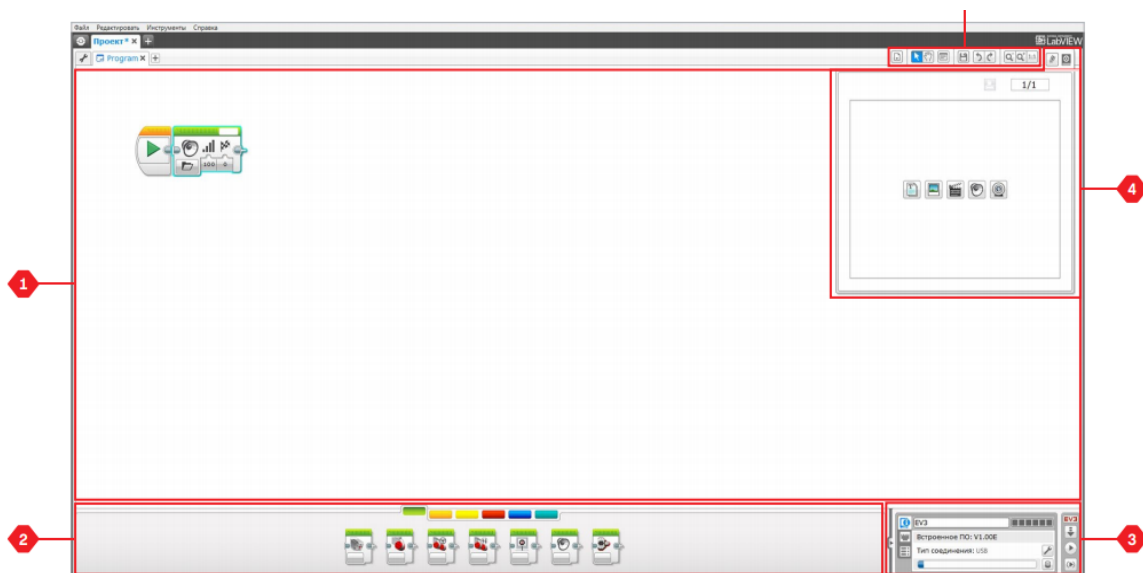 Файл Редактировать Инструменты Справка
Проект* × +
LabVIEW
Program × +
1/1
100 0
4
1
2
EV3
EV3
Встроенное ПО: V1.00E
Тип соединения: USB
3